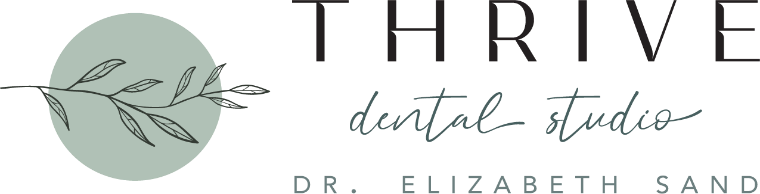 THRIVE
dental studio
DR. ELIZABETH SAND